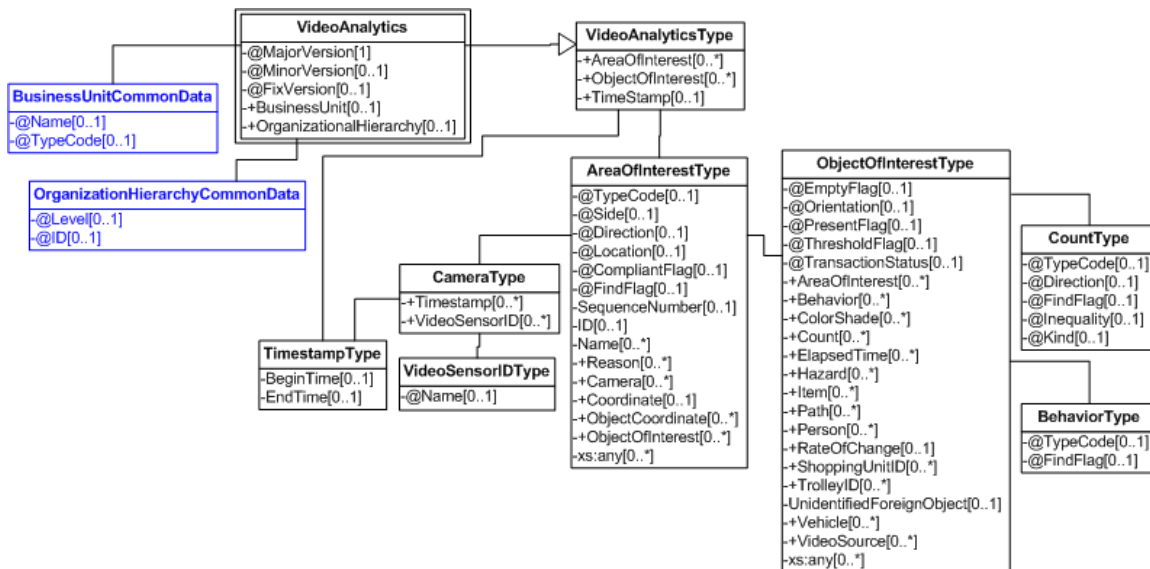 VideoAnalytics
-@MajorVersion[1]
-@MinorVersion[0..1]
-@FixVersion[0..1]
-+BusinessUnit[0..1]
-+OrganizationalHierarchy[0..1]
VideoAnalyticsType
-+AreaOfInterest[0..*]
-+ObjectOfInterest[0..*]
-+TimeStamp[0..1]
BusinessUnitCommonData
-@Name[0..1]
-@TypeCode[0..1]
OrganizationHierarchyCommonData
-@Level[0..1]
-@ID[0..1]
AreaOfInterestType
-@TypeCode[0..1]
-@Side[0..1]
-@Direction[0..1]
-@Location[0..1]
-@CompliantFlag[0..1]
-@FindFlag[0..1]
-SequenceNumber[0..1]
-ID[0..1]
-Name[0..*]
-+Reason[0..*]
-+Camera[0..*]
-+Coordinate[0..1]
-+ObjectCoordinate[0..*]
-+ObjectOfInterest[0..*]
-xs:any[0..*]
ObjectOfInterestType
-@EmptyFlag[0..1]
-@Orientation[0..1]
-@PresentFlag[0..1]
-@ThresholdFlag[0..1]
-@TransactionStatus[0..1]
-+AreaOfInterest[0..*]
-+Behavior[0..*]
-+ColorShade[0..*]
-+Count[0..*]
-+ElapsedTime[0..*]
-+Hazard[0..*]
-+Item[0..*]
-+Path[0..*]
-+Person[0..*]
-+RateOfChange[0..1]
-+ShoppingUnitID[0..*]
-+TrolleyID[0..*]
-UnidentifiedForeignObject[0..1]
-+Vehicle[0..*]
-+VideoSource[0..*]
-xs:any[0..*]
CountType
-@TypeCode[0..1]
-@Direction[0..1]
-@FindFlag[0..1]
-@Inequality[0..1]
-@Kind[0..1]
CameraType
-+Timestamp[0..*]
-+VideoSensorID[0..*]
TimestampType
-BeginTime[0..1]
-EndTime[0..1]
VideoSensorIDType
-@Name[0..1]
BehaviorType
-@TypeCode[0..1]
-@FindFlag[0..1]